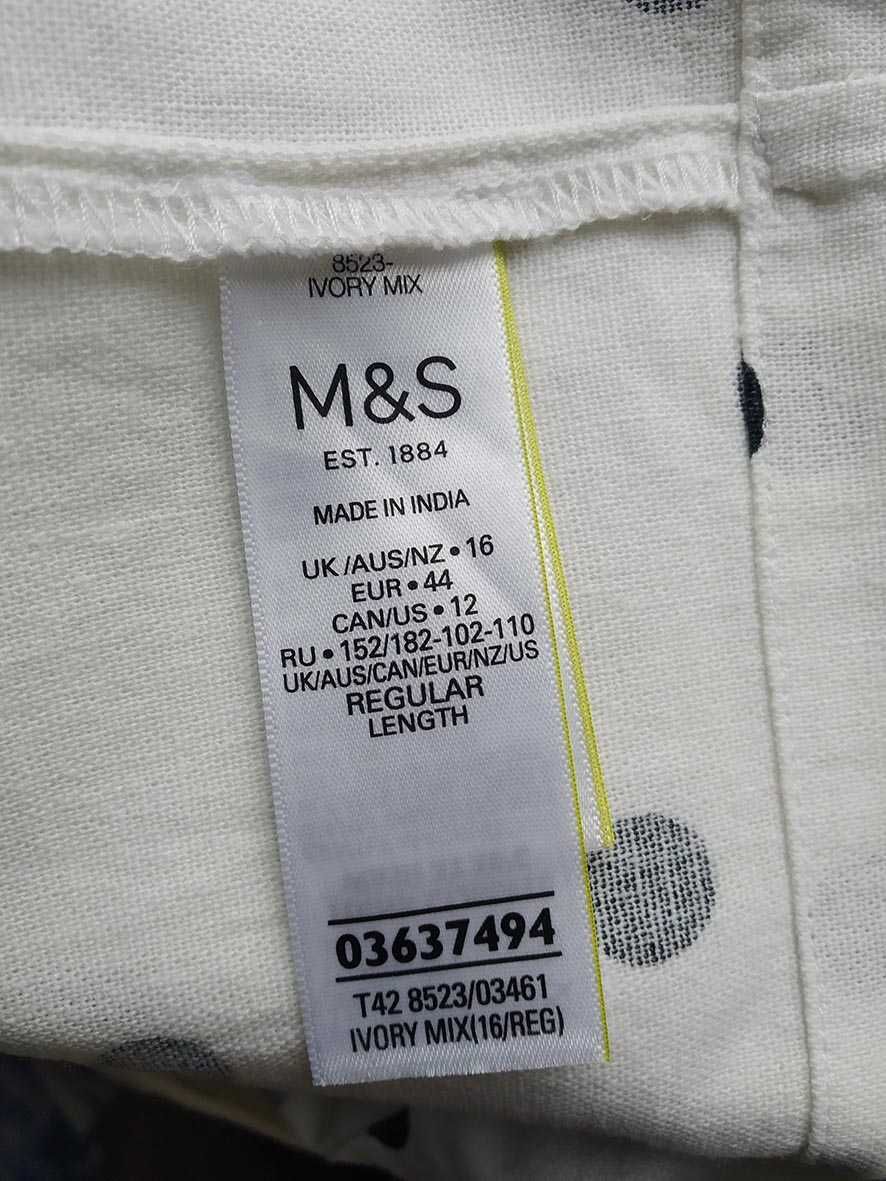 8523-
IVORY MIX
M&S
EST. 1884
MADE IN INDIA
UK/AUS/NZ • 16
EUR • 44
CAN/US • 12
RU • 152/182-102-110
UK/AUS/CAN/EUR/NZ/US
REGULAR
LENGTH
03637494
T42 8523/03461
IVORY MIX(16/REG)